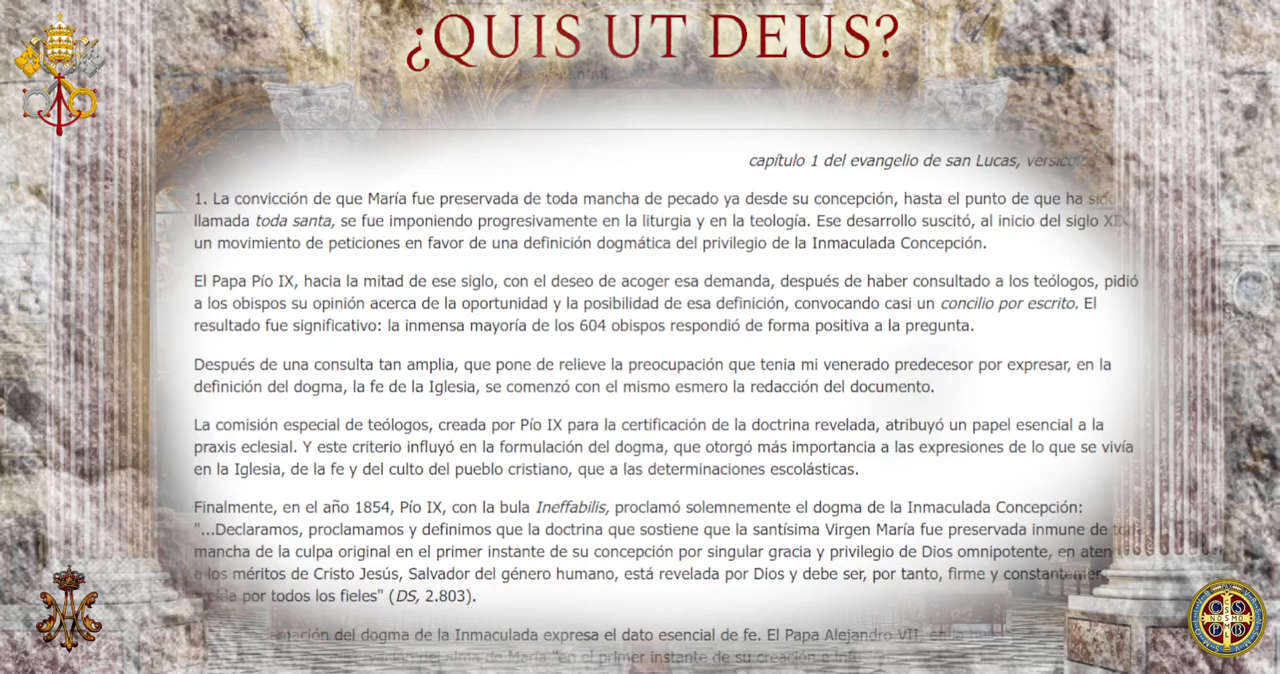 ¿QUIS UT DEUS?
.html
capítulo 1 del evangelio de san Lucas, versículos
1. La convicción de que María fue preservada de toda mancha de pecado ya desde su concepción, hasta el punto de que ha sido
llamada toda santa, se fue imponiendo progresivamente en la liturgia y en la teología. Ese desarrollo suscitó, al inicio del siglo XIX,
un movimiento de peticiones en favor de una definición dogmática del privilegio de la Inmaculada Concepción.
El Papa Pío IX, hacia la mitad de ese siglo, con el deseo de acoger esa demanda, después de haber consultado a los teólogos, pidió
a los obispos su opinión acerca de la oportunidad y la posibilidad de esa definición, convocando casi un concilio por escrito. El
resultado fue significativo: la inmensa mayoría de los 604 obispos respondió de forma positiva a la pregunta.
Después de una consulta tan amplia, que pone de relieve la preocupación que tenia mi venerado predecesor por expresar, en la
definición del dogma, la fe de la Iglesia, se comenzó con el mismo esmero la redacción del documento.
La comisión especial de teólogos, creada por Pío IX para la certificación de la doctrina revelada, atribuyó un papel esencial a la
praxis eclesial. Y este criterio influyó en la formulación del dogma, que otorgó más importancia a las expresiones de lo que se vivía
en la Iglesia, de la fe y del culto del pueblo cristiano, que a las determinaciones escolásticas.
Finalmente, en el año 1854, Pío IX, con la bula Ineffabilis, proclamó solemnemente el dogma de la Inmaculada Concepción:
"...Declaramos, proclamamos y definimos que la doctrina que sostiene que la santísima Virgen María fue preservada inmune de
mancha de la culpa original en el primer instante de su concepción por singular gracia y privilegio de Dios omnipotente, en
a los méritos de Cristo Jesús, Salvador del género humano, está revelada por Dios y debe ser, por tanto, firme y
por todos los fieles" (DS, 2.803).
del dogma de la Inmaculada expresa el dato esencial de fe. El Papa Alejandro VII, en
"en el primer instante de su creación e